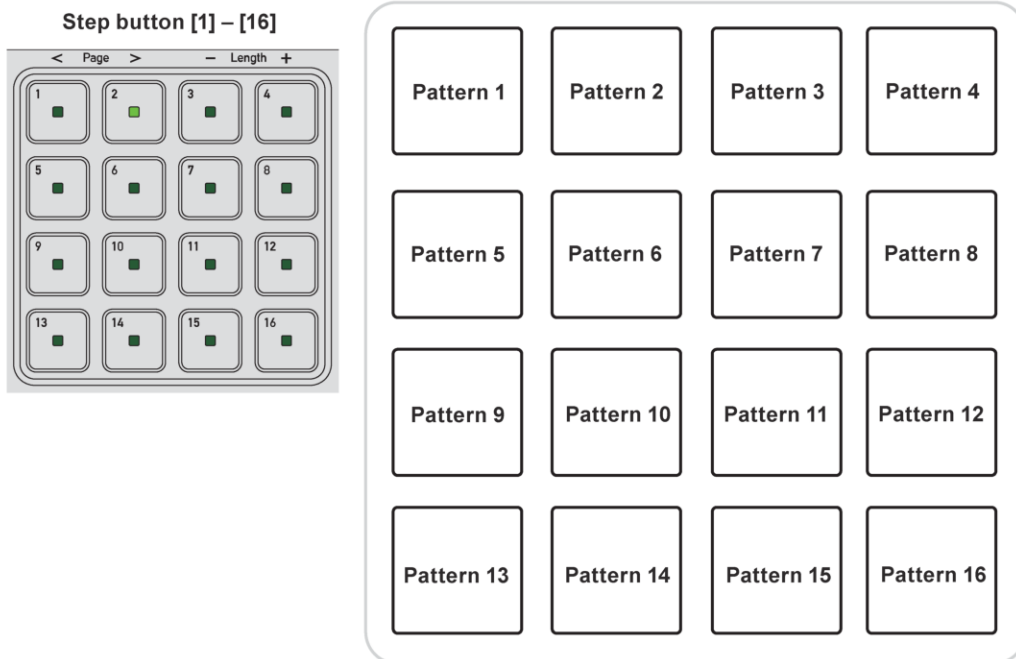 Step button [1] – [16]
< Page > − Length +
1 2 3 4
5 6 7 8
9 10 11 12
13 14 15 16
Pattern 1 Pattern 2 Pattern 3 Pattern 4
Pattern 5 Pattern 6 Pattern 7 Pattern 8
Pattern 9 Pattern 10 Pattern 11 Pattern 12
Pattern 13 Pattern 14 Pattern 15 Pattern 16